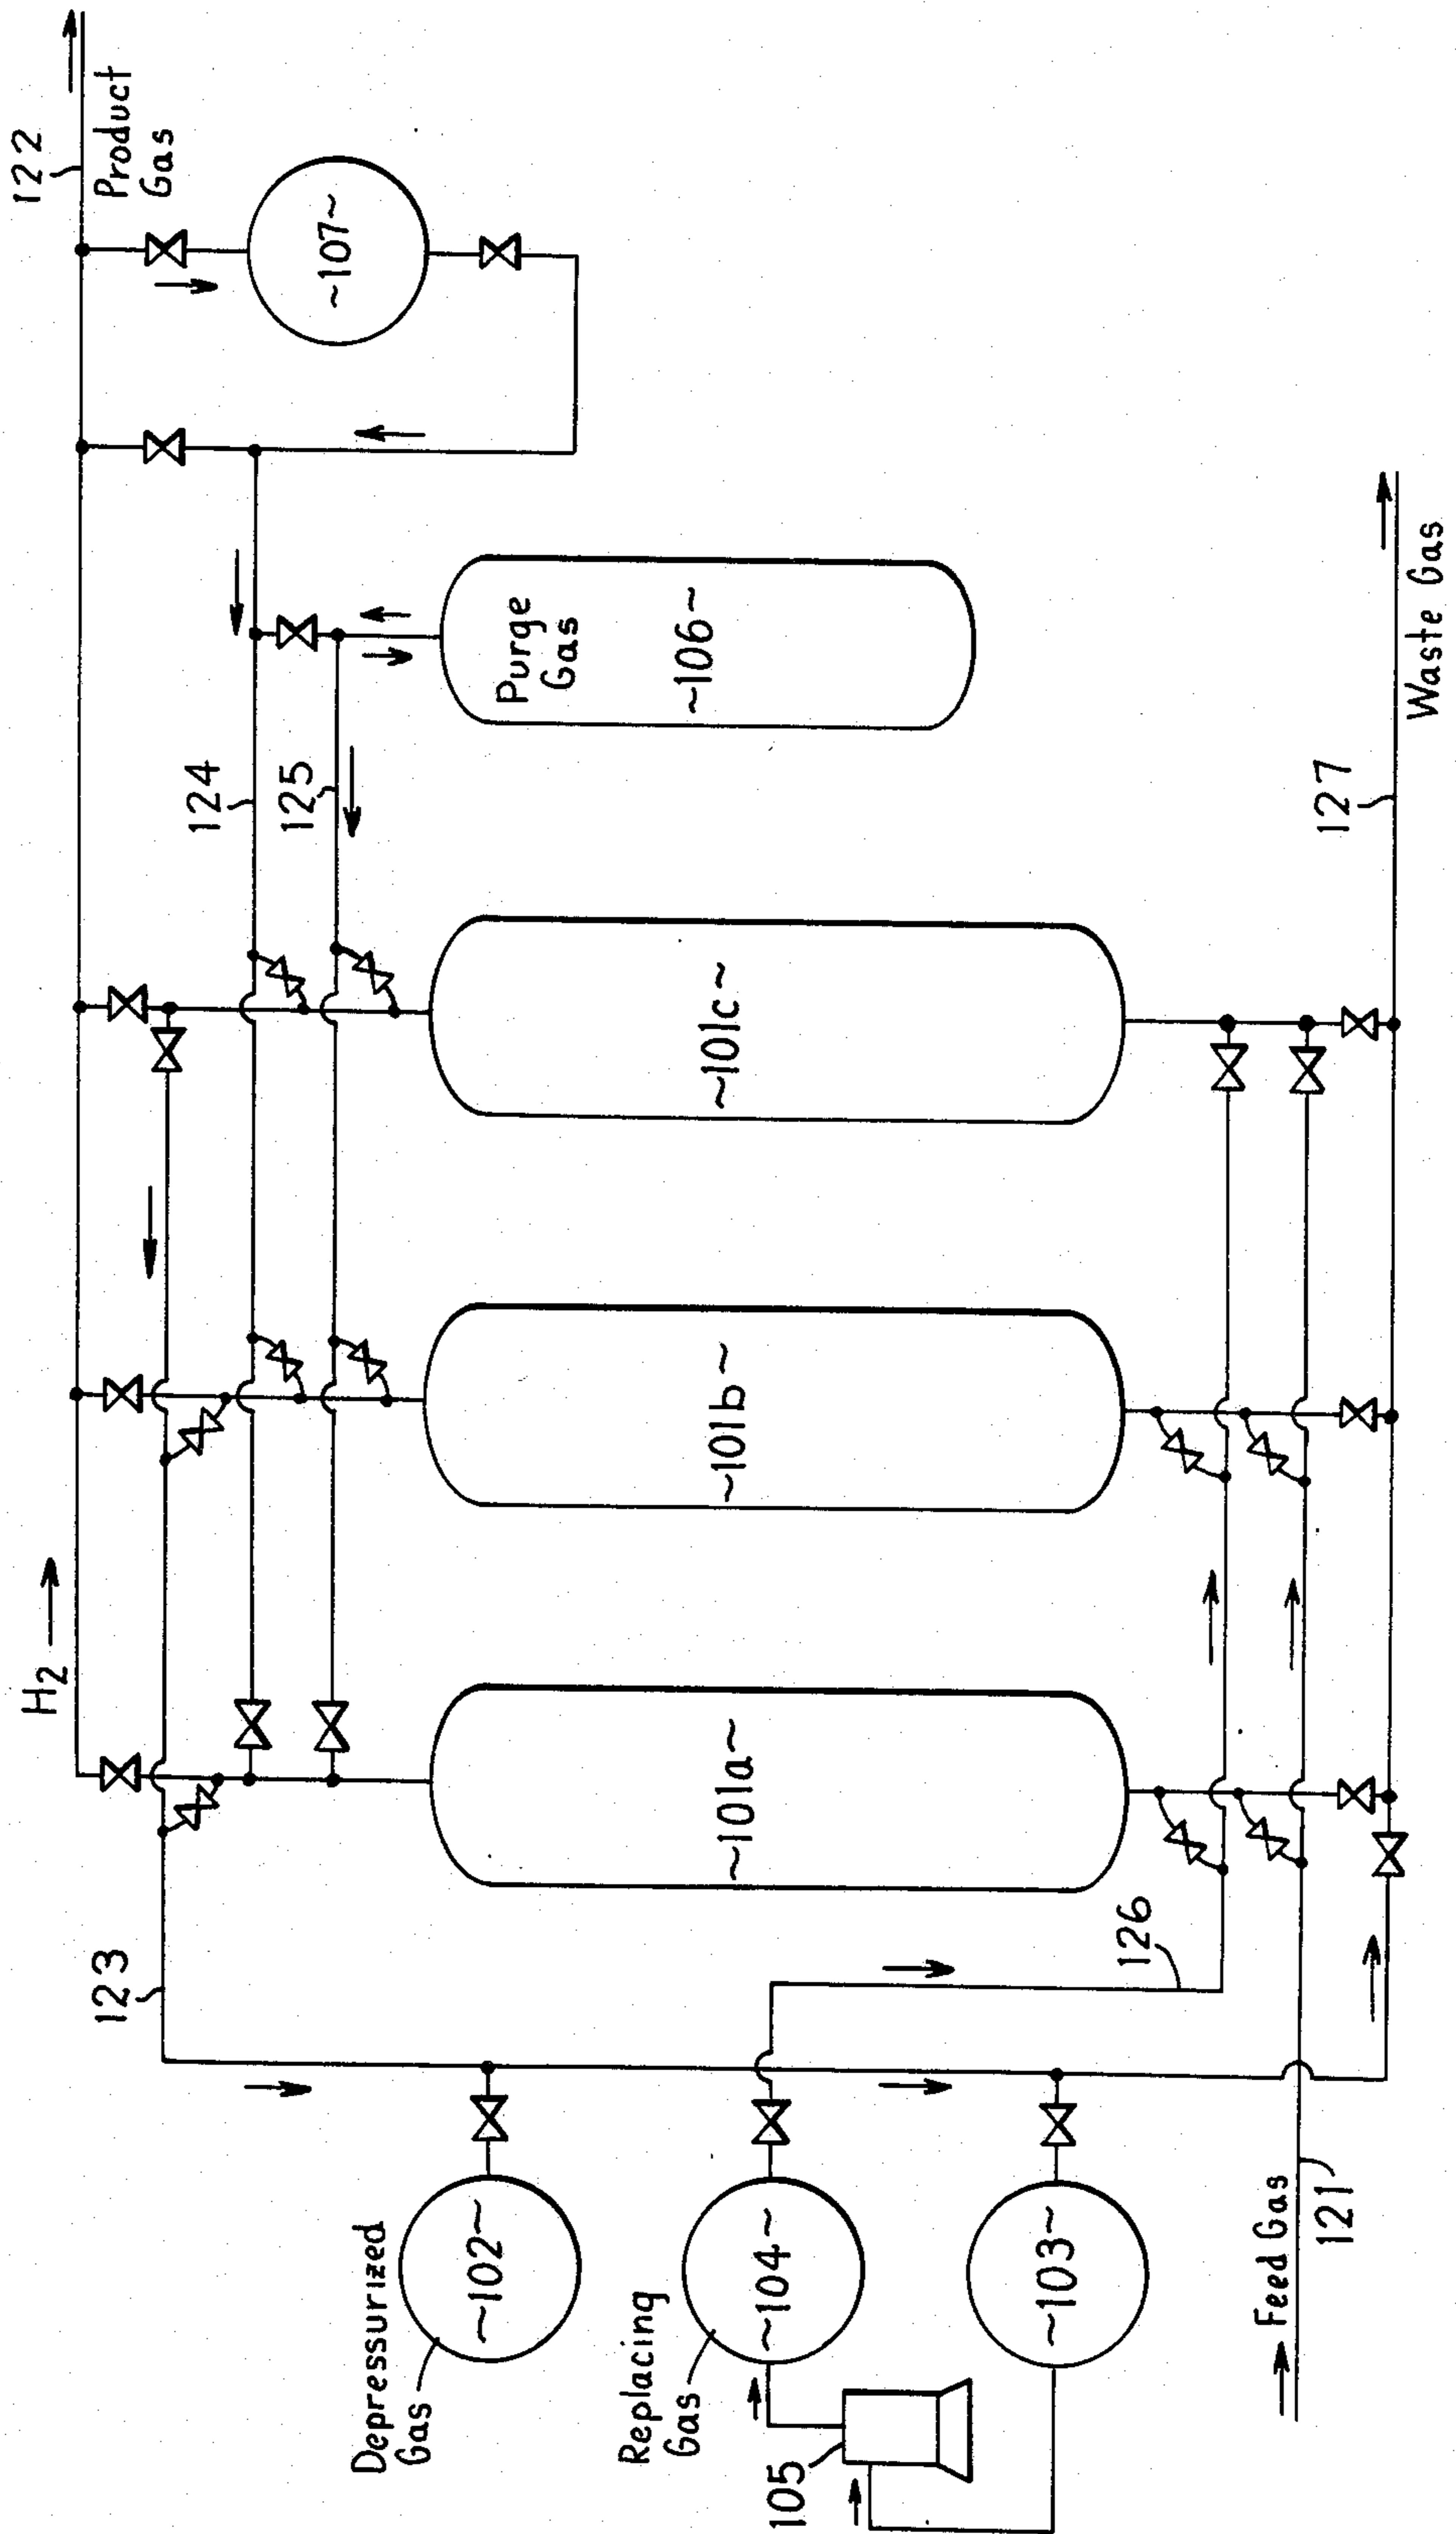 H2
122
Product
Gas
~107~
123
124
125
Purge
Gas
~106~
~101a~
~101b~
~101c~
Depressurized
Gas
~102~
Replacing
Gas
~104~
105
~103~
126
127
Waste Gas
Feed Gas
121